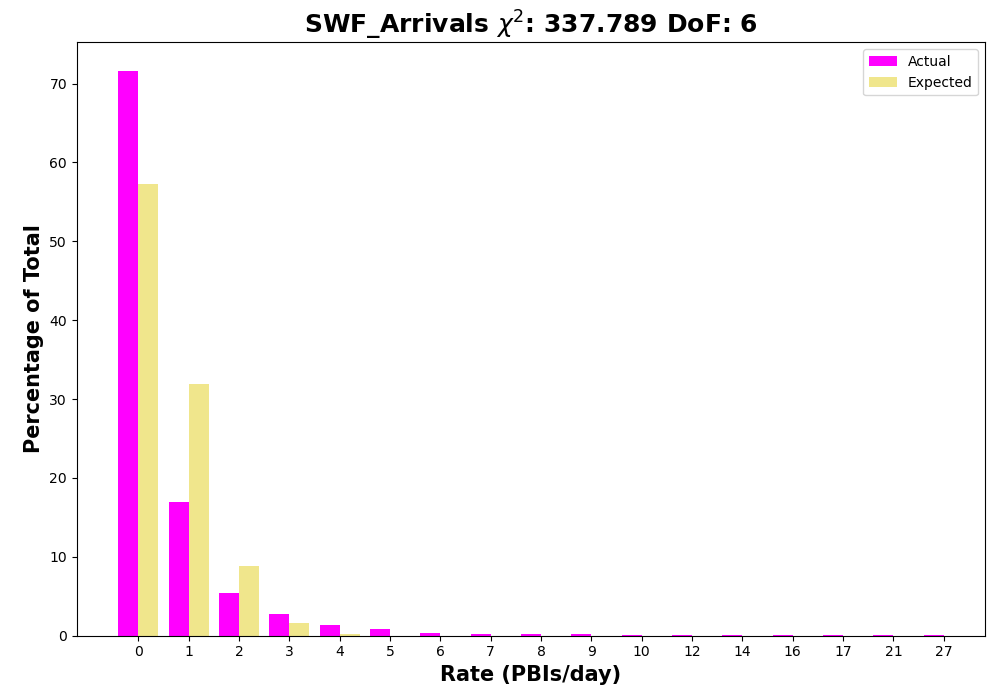 SWF_Arrivals χ²: 337.789 DoF: 6
Actual
Expected
Percentage of Total
70
60
50
40
30
20
10
0
0 1 2 3 4 5 6 7 8 9 10 12 14 16 17 21 27
Rate (PBIs/day)